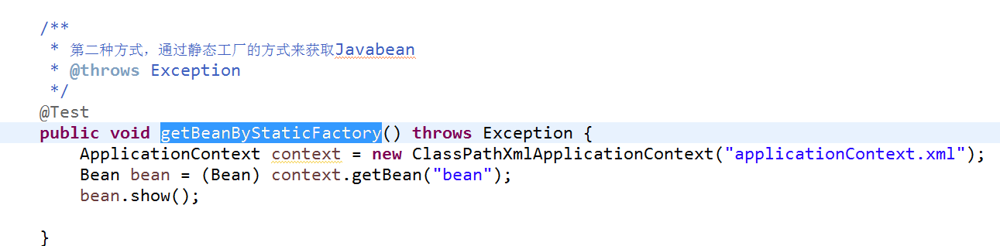 /**
 * 第二种方式，通过静态工厂的方式来获取Javabean
 * @throws Exception
 */
@Test
public void getBeanByStaticFactory() throws Exception {
    ApplicationContext context = new ClassPathXmlApplicationContext("applicationContext.xml");
    Bean bean = (Bean) context.getBean("bean");
    bean.show();
}